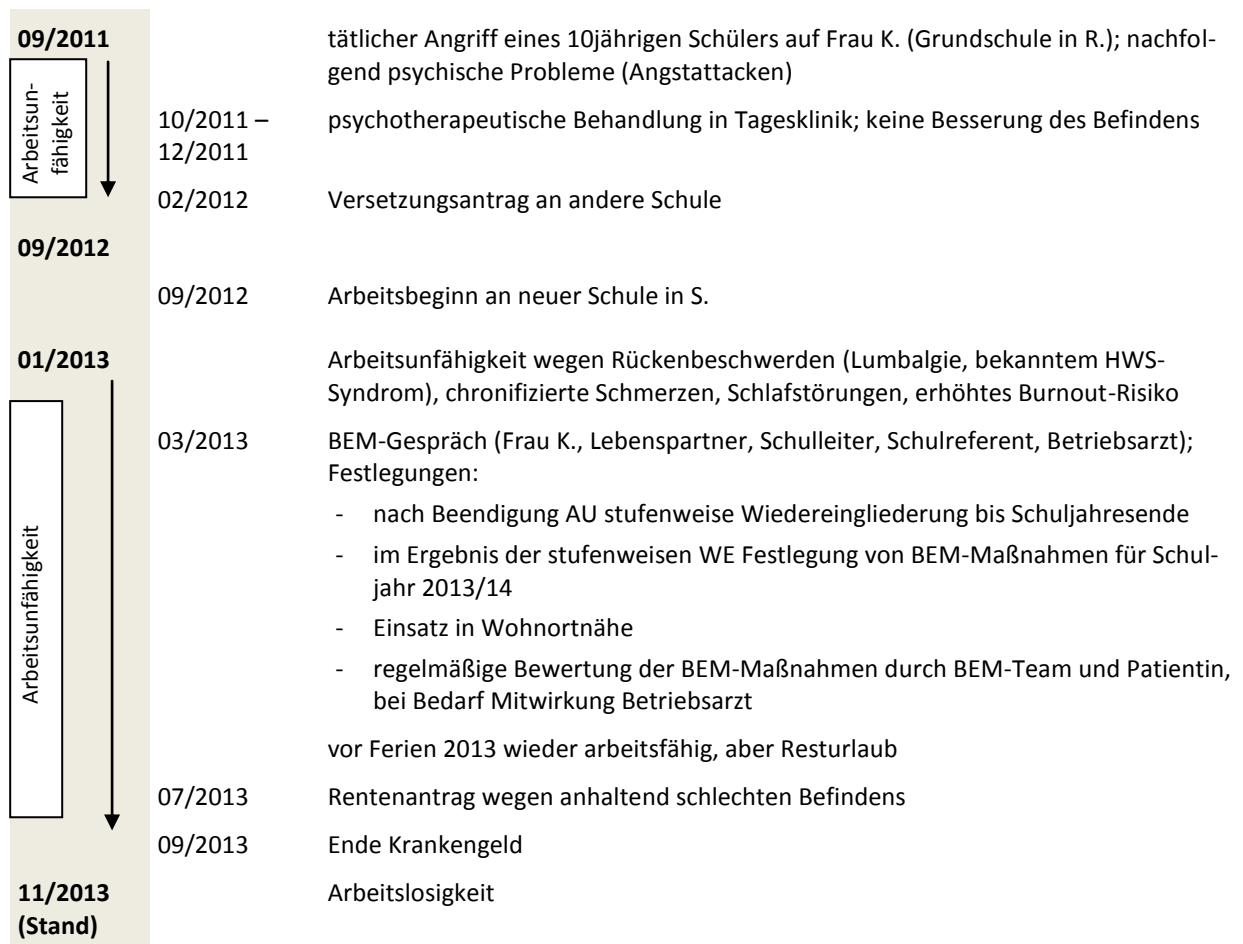 09/2011 tätlicher Angriff eines 10jährigen Schülers auf Frau K. (Grundschule in R.); nachfol-
gend psychische Probleme (Angstattacken)
Arbeitsun-
fähigkeit
10/2011 – psychotherapeutische Behandlung in Tagesklinik; keine Besserung des Befindens
12/2011
02/2012 Versetzungsantrag an andere Schule
09/2012
09/2012 Arbeitsbeginn an neuer Schule in S.
01/2013 Arbeitsunfähigkeit wegen Rückenbeschwerden (Lumbalgie, bekanntem HWS-
Syndrom), chronifizierte Schmerzen, Schlafstörungen, erhöhtes Burnout-Risiko
Arbeitsunfähigkeit
03/2013 BEM-Gespräch (Frau K., Lebenspartner, Schulleiter, Schulreferent, Betriebsarzt);
Festlegungen:
- nach Beendigung AU stufenweise Wiedereingliederung bis Schuljahresende
- im Ergebnis der stufenweisen WE Festlegung von BEM-Maßnahmen für Schul-
jahr 2013/14
- Einsatz in Wohnortnähe
- regelmäßige Bewertung der BEM-Maßnahmen durch BEM-Team und Patientin,
bei Bedarf Mitwirkung Betriebsarzt
vor Ferien 2013 wieder arbeitsfähig, aber Resturlaub
07/2013 Rentenantrag wegen anhaltend schlechten Befindens
09/2013 Ende Krankengeld
11/2013 Arbeitslosigkeit
(Stand)